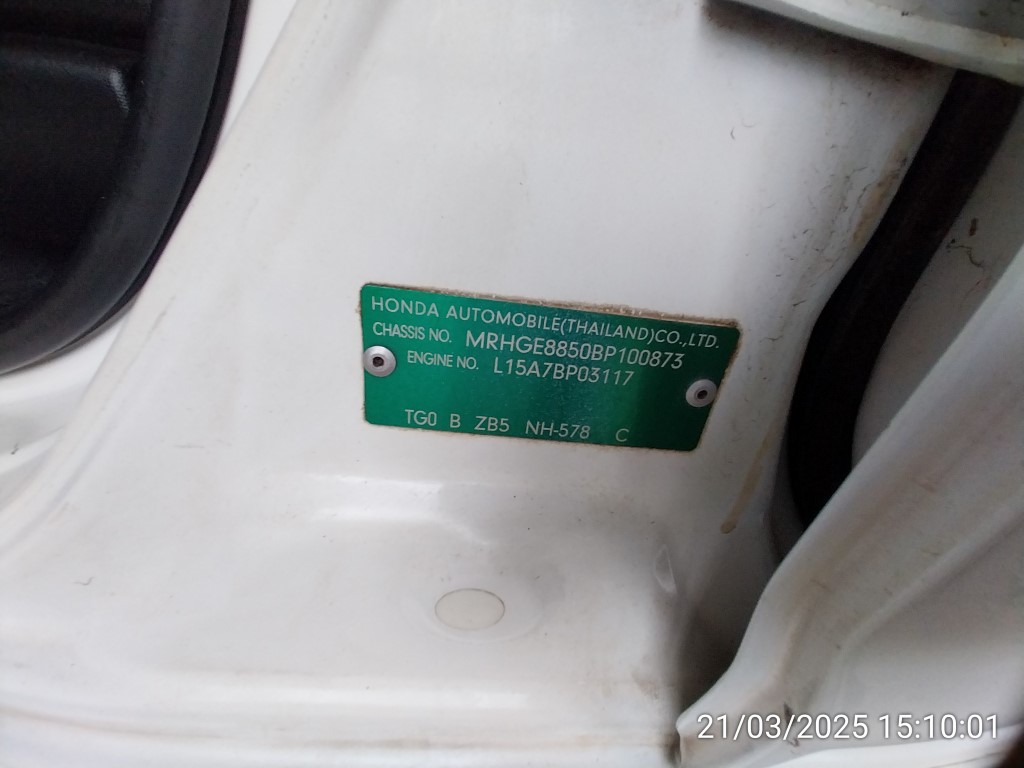 HONDA AUTOMOBILE(THAILAND)CO.,LTD.
CHASSIS NO. MRHGE8850BP100873
ENGINE NO. L15A7BP03117
TG0 B ZB5 NH-578 C
21/03/2025 15:10:01